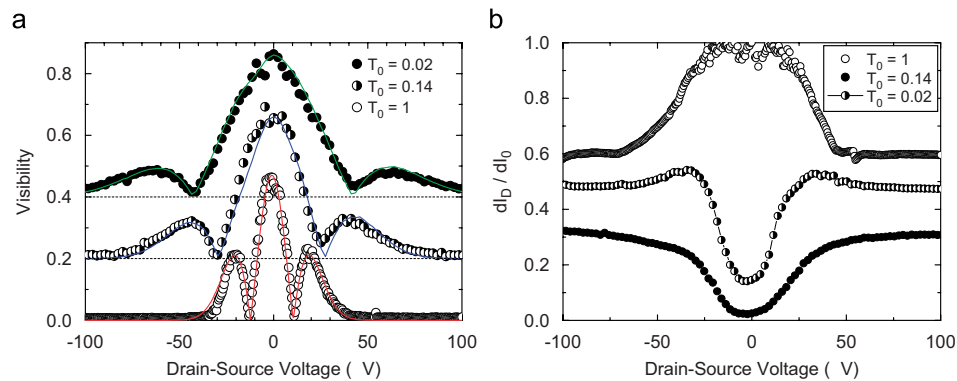 a
b
T₀ = 0.02
T₀ = 0.14
T₀ = 1
0.8
0.6
0.4
0.2
0.0
Visibility
-100
-50
0
50
100
Drain-Source Voltage ( V)
T₀ = 1
T₀ = 0.14
T₀ = 0.02
1.0
0.8
0.6
0.4
0.2
0.0
dI_D / dI₀
-100
-50
0
50
100
Drain-Source Voltage ( V)